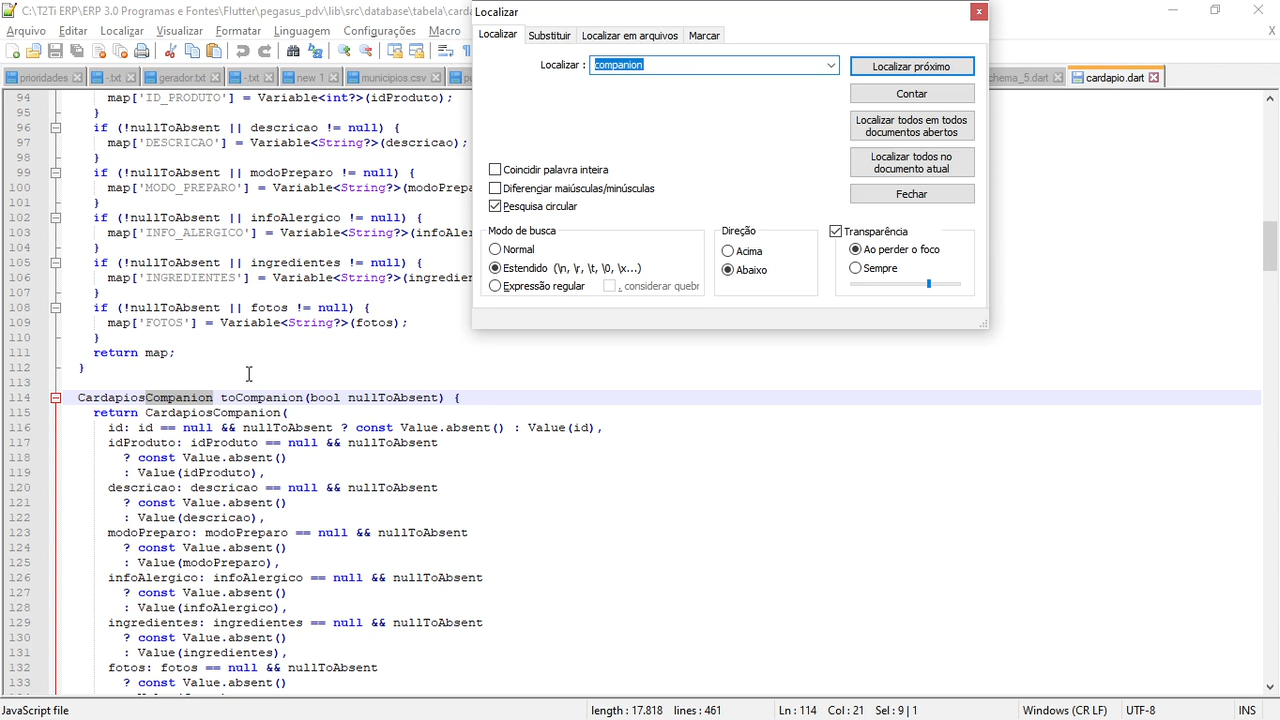 C:\T2Ti ERP\ERP 3.0 Programas e Fontes\Flutter\pegasus_pdv\lib\src\database\tabela\carda
Arquivo Editar Localizar Visualizar Formatar Linguagem Configurações Macro
X
prioridades
-.txt
gerador.txt
-.txt
new 1
municipios.csv
chema_5.dart
cardapio.dart
Localizar
Localizar Substituir Localizar em arquivos Marcar
Localizar : companion
Localizar próximo
Contar
Localizar todos em todos
documentos abertos
Localizar todos no
documento atual
Fechar
Coincidir palavra inteira
Diferenciar maiúsculas/minúsculas
Pesquisa circular
Modo de busca
Normal
Estendido (\n, \r, \t, \0, \x...)
Expressão regular . considerar quebr
Direção
Acima
Abaixo
Transparência
Ao perder o foco
Sempre
94 map['ID_PRODUTO'] = Variable<int?>(idProduto);
95 }
96 if (!nullToAbsent || descricao != null) {
97 map['DESCRICAO'] = Variable<String?>(descricao);
98 }
99 if (!nullToAbsent || modoPreparo != null) {
100 map['MODO_PREPARO'] = Variable<String?>(modoPrepa
101 }
102 if (!nullToAbsent || infoAlergico != null) {
103 map['INFO_ALERGICO'] = Variable<String?>(infoAler
104 }
105 if (!nullToAbsent || ingredientes != null) {
106 map['INGREDIENTES'] = Variable<String?>(ingredien
107 }
108 if (!nullToAbsent || fotos != null) {
109 map['FOTOS'] = Variable<String?>(fotos);
110 }
111 return map;
112 }
113
114 CardapiosCompanion toCompanion(bool nullToAbsent) {
115 return CardapiosCompanion(
116 id: id == null && nullToAbsent ? const Value.absent() : Value(id),
117 idProduto: idProduto == null && nullToAbsent
118 ? const Value.absent()
119 : Value(idProduto),
120 descricao: descricao == null && nullToAbsent
121 ? const Value.absent()
122 : Value(descricao),
123 modoPreparo: modoPreparo == null && nullToAbsent
124 ? const Value.absent()
125 : Value(modoPreparo),
126 infoAlergico: infoAlergico == null && nullToAbsent
127 ? const Value.absent()
128 : Value(infoAlergico),
129 ingredientes: ingredientes == null && nullToAbsent
130 ? const Value.absent()
131 : Value(ingredientes),
132 fotos: fotos == null && nullToAbsent
133 ? const Value.absent()
JavaScript file length : 17.818 lines : 461 Ln : 114 Col : 21 Sel : 9 | 1 Windows (CR LF) UTF-8 INS